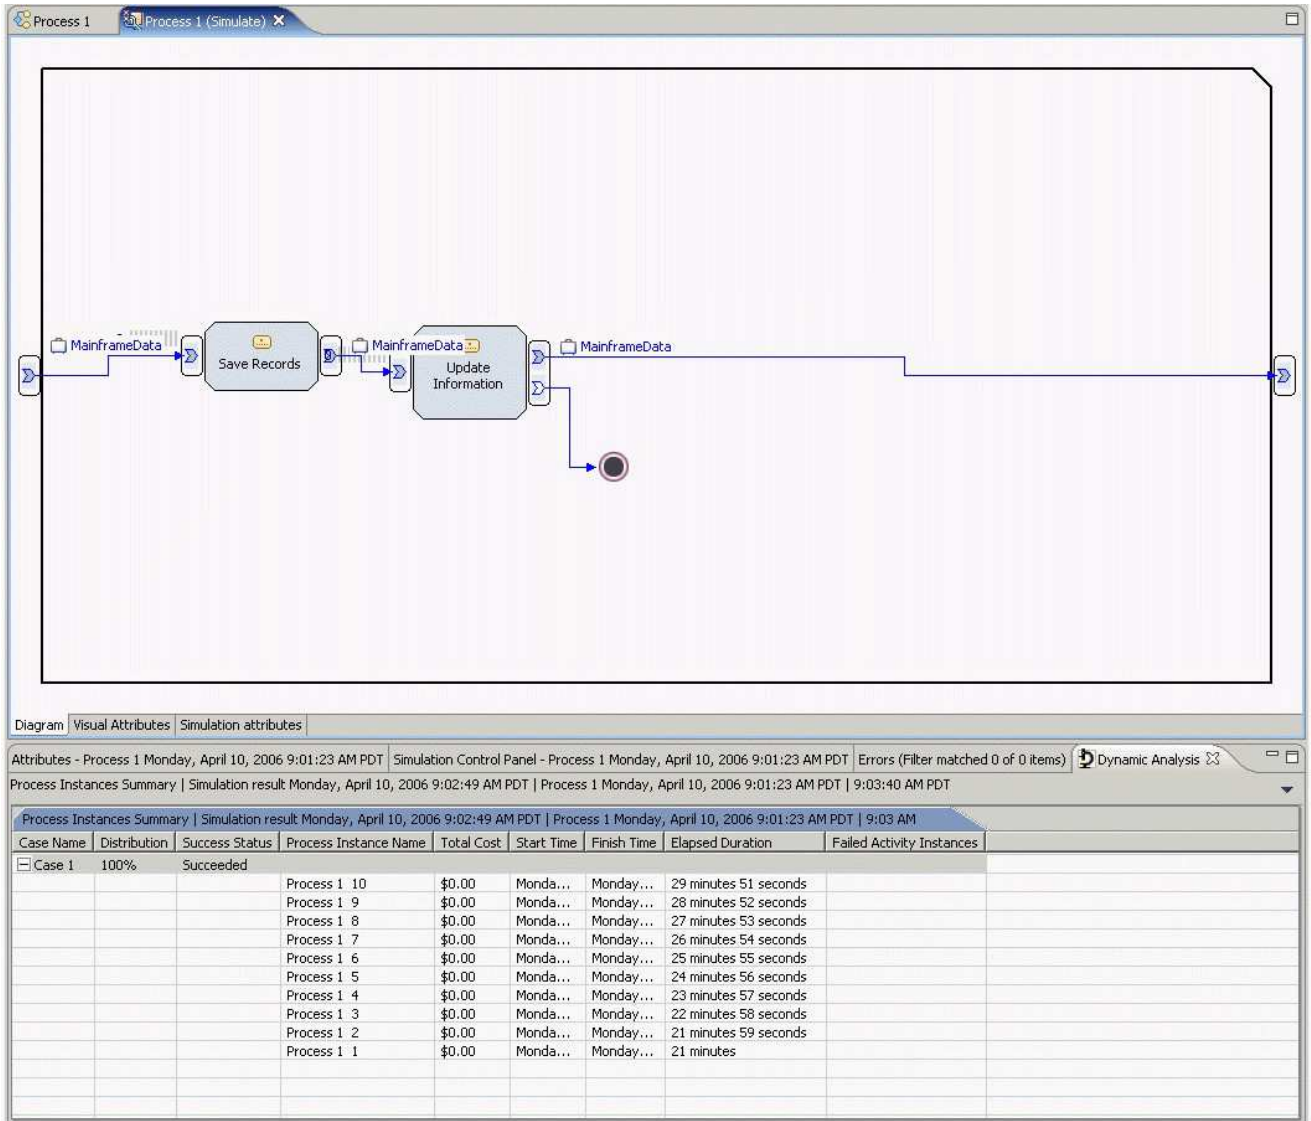 Process 1 Process 1 (Simulate)
MainframeData Save Records MainframeData Update Information MainframeData
Diagram Visual Attributes Simulation attributes
Attributes - Process 1 Monday, April 10, 2006 9:01:23 AM PDT Simulation Control Panel - Process 1 Monday, April 10, 2006 9:01:23 AM PDT Errors (Filter matched 0 of 0 items) Dynamic Analysis
Process Instances Summary | Simulation result Monday, April 10, 2006 9:02:49 AM PDT | Process 1 Monday, April 10, 2006 9:01:23 AM PDT | 9:03:40 AM PDT
Process Instances Summary | Simulation result Monday, April 10, 2006 9:02:49 AM PDT | Process 1 Monday, April 10, 2006 9:01:23 AM PDT | 9:03 AM
Case Name Distribution Success Status Process Instance Name Total Cost Start Time Finish Time Elapsed Duration Failed Activity Instances
Case 1 100% Succeeded
Process 1 10 $0.00 Monda... Monday... 29 minutes 51 seconds
Process 1 9 $0.00 Monda... Monday... 28 minutes 52 seconds
Process 1 8 $0.00 Monda... Monday... 27 minutes 53 seconds
Process 1 7 $0.00 Monda... Monday... 26 minutes 54 seconds
Process 1 6 $0.00 Monda... Monday... 25 minutes 55 seconds
Process 1 5 $0.00 Monda... Monday... 24 minutes 56 seconds
Process 1 4 $0.00 Monda... Monday... 23 minutes 57 seconds
Process 1 3 $0.00 Monda... Monday... 22 minutes 58 seconds
Process 1 2 $0.00 Monda... Monday... 21 minutes 59 seconds
Process 1 1 $0.00 Monda... Monday... 21 minutes